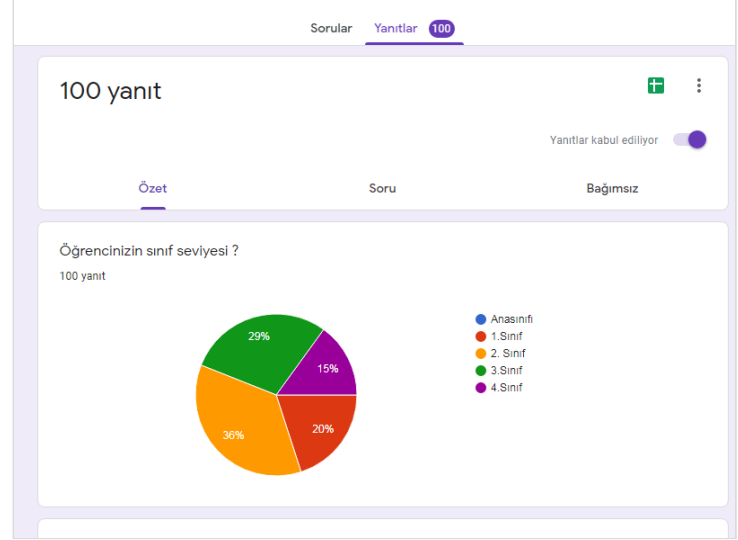 Sorular Yanıtlar 100
100 yanıt
Yanıtlar kabul ediliyor
Özet Soru Bağımsız
Öğrencinizin sınıf seviyesi ?
100 yanıt
29%
15%
36%
20%
Anasınıfı
1.Sınıf
2. Sınıf
3.Sınıf
4.Sınıf